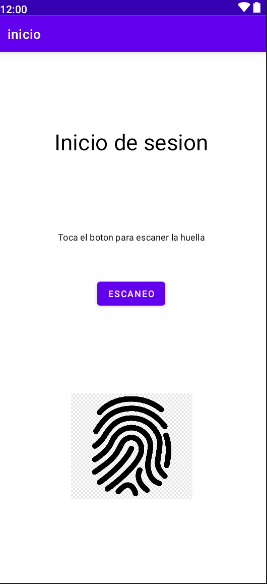 12:00
inicio
Inicio de sesion
Toca el boton para escaner la huella
ESCANEO